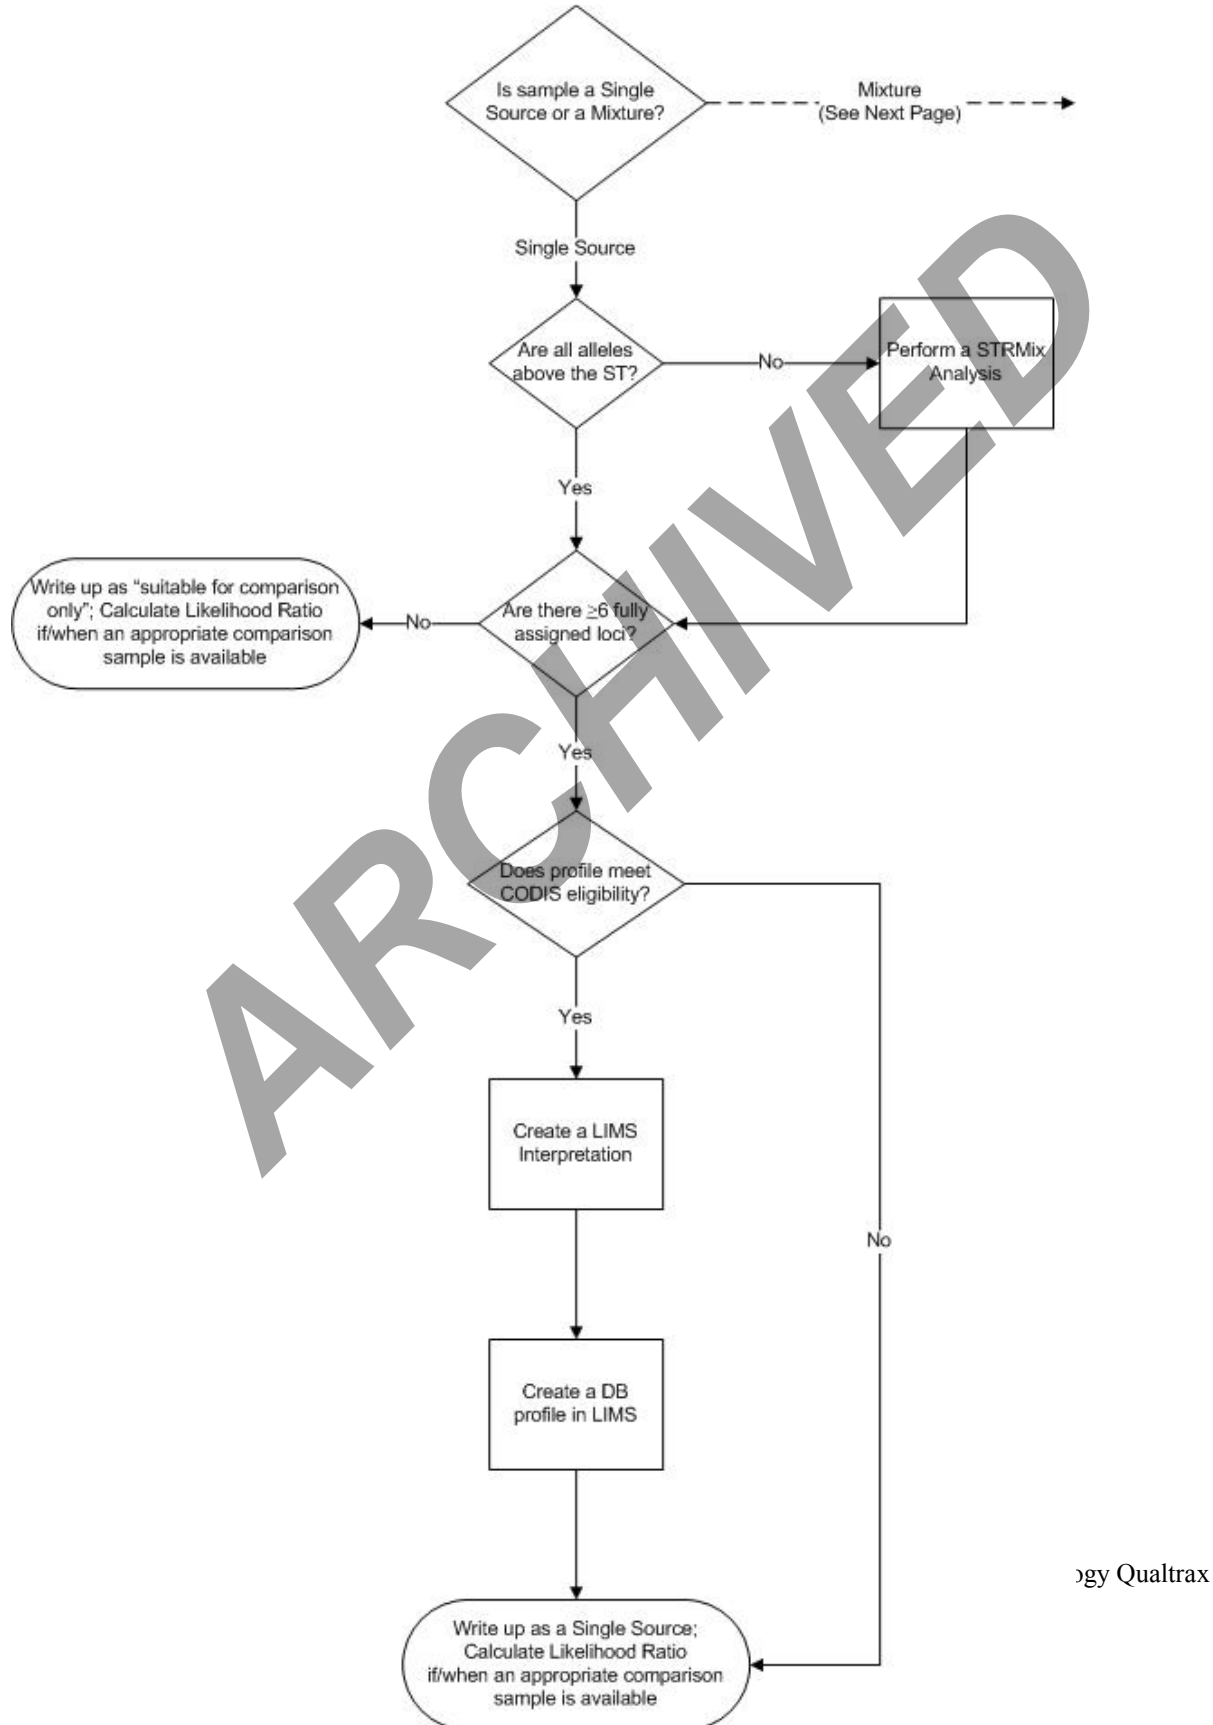 Is sample a Single
Source or a Mixture?
Mixture
(See Next Page)
Single Source
Are all alleles
above the ST?
No
Perform a STRMix
Analysis
Yes
Write up as “suitable for comparison
only”; Calculate Likelihood Ratio
if/when an appropriate comparison
sample is available
No
Are there ≥6 fully
assigned loci?
Yes
Does profile meet
CODIS eligibility?
Yes
Create a LIMS
Interpretation
No
Create a DB
profile in LIMS
Qualtrax
Write up as a Single Source;
Calculate Likelihood Ratio
if/when an appropriate comparison
sample is available
ARCHIVED